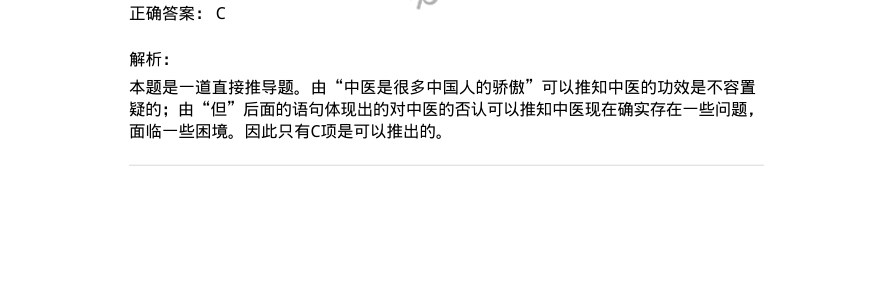 正确答案： C
解析：
本题是一道直接推导题。由“中医是很多中国人的骄傲”可以推知中医的功效是不容置
疑的；由“但”后面的语句体现出的对中医的否认可以推知中医现在确实存在一些问题，
面临一些困境。因此只有C项是可以推出的。